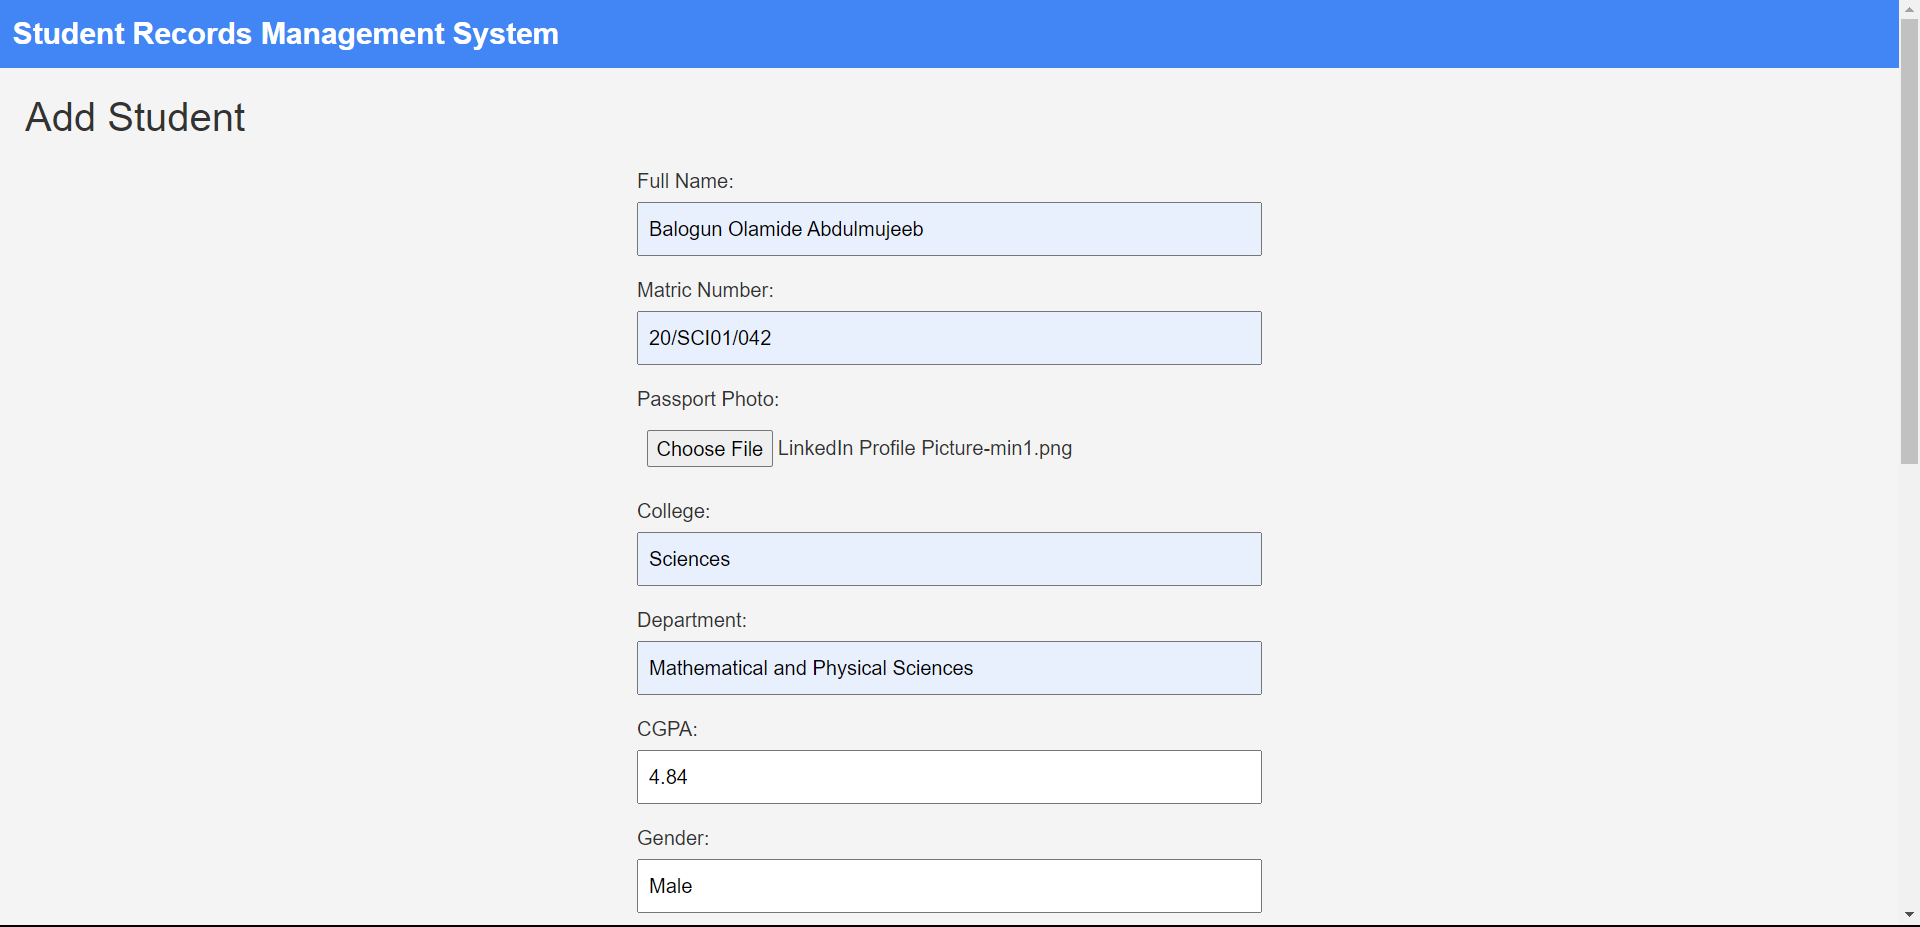 Student Records Management System
Add Student
Full Name:
Balogun Olamide Abdulmujeeb
Matric Number:
20/SCI01/042
Passport Photo:
Choose File LinkedIn Profile Picture-min1.png
College:
Sciences
Department:
Mathematical and Physical Sciences
CGPA:
4.84
Gender:
Male